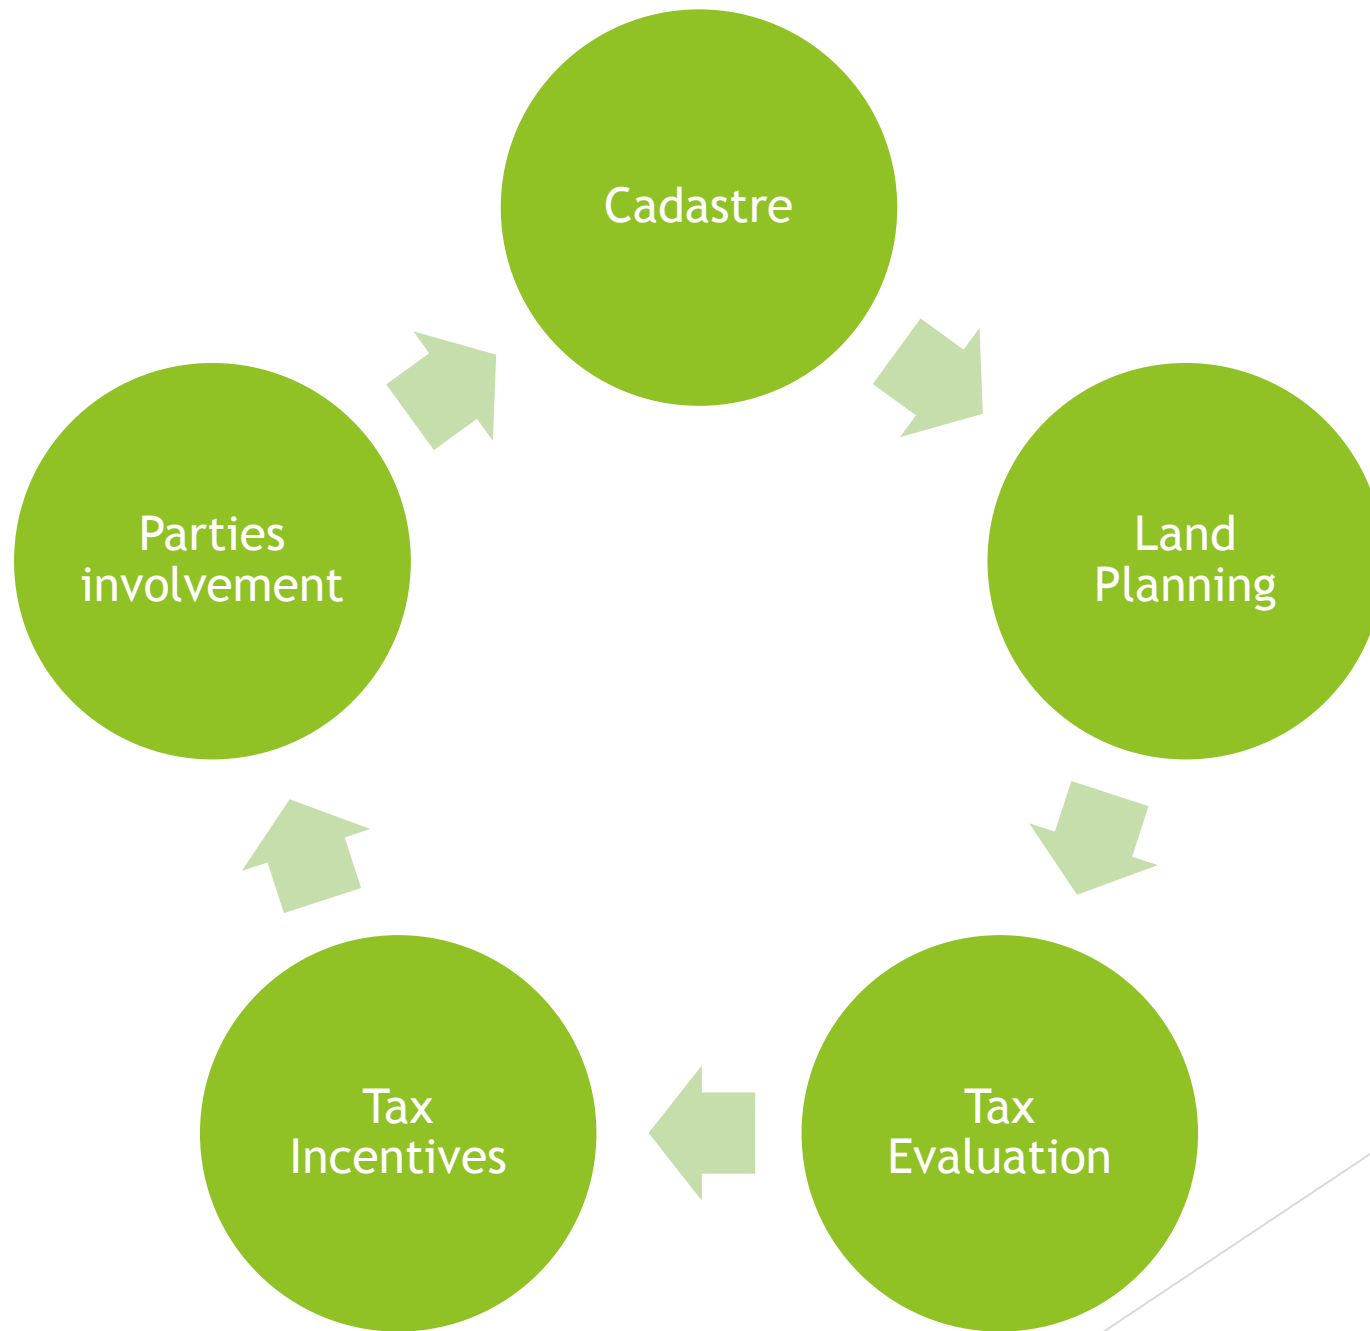 Cadastre
Parties
involvement
Land
Planning
Tax
Incentives
Tax
Evaluation